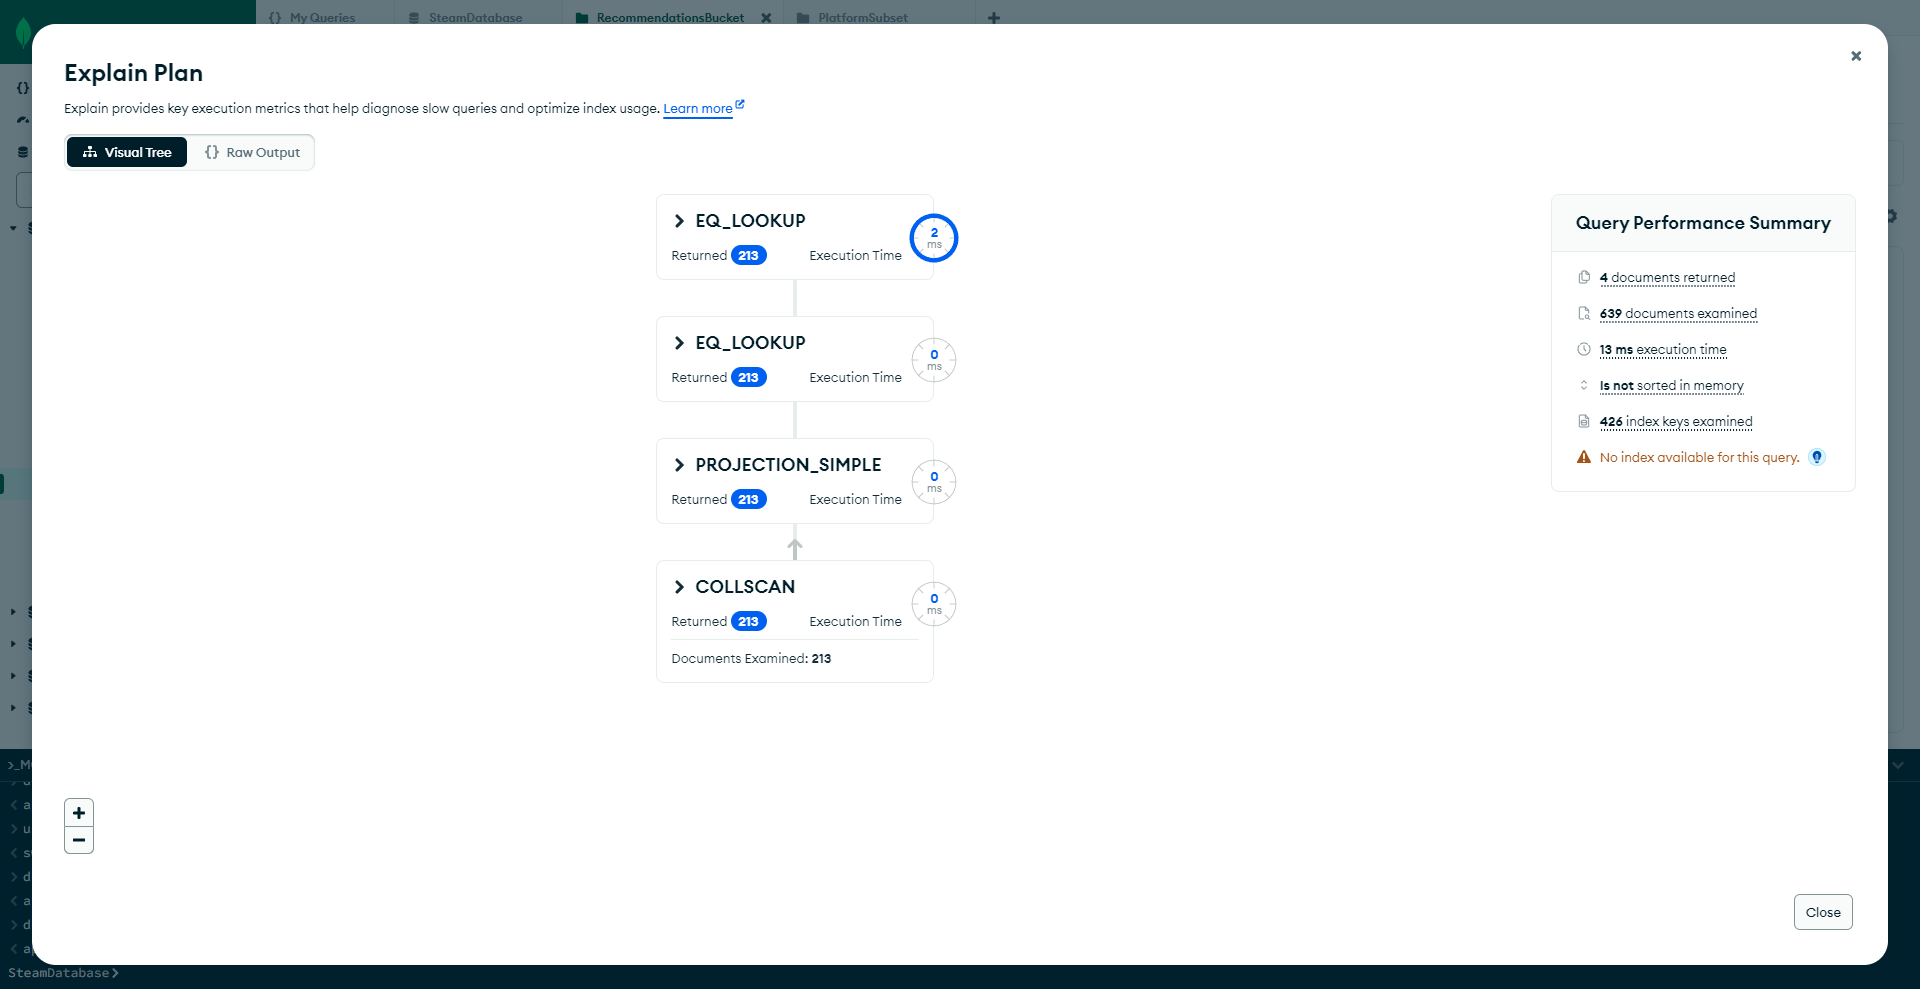 My Queries
SteamDatabase
RecommendationsBucket
PlatformSubset
Explain Plan
Explain provides key execution metrics that help diagnose slow queries and optimize index usage. Learn more
Visual Tree
{} Raw Output
EQ_LOOKUP
Returned 213 Execution Time
2 ms
EQ_LOOKUP
Returned 213 Execution Time
0 ms
PROJECTION_SIMPLE
Returned 213 Execution Time
0 ms
COLLSCAN
Returned 213 Execution Time
0 ms
Documents Examined: 213
Query Performance Summary
4 documents returned
639 documents examined
13 ms execution time
Is not sorted in memory
426 index keys examined
No index available for this query.
Close
SteamDatabase>